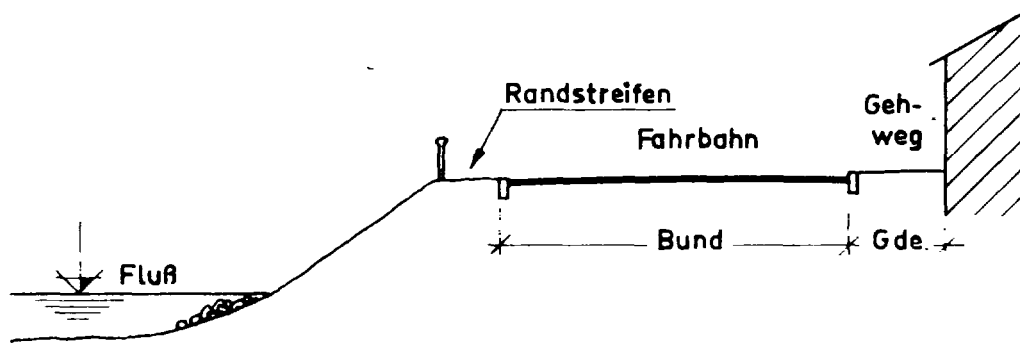 Randstreifen
Geh-
weg
Fahrbahn
Fluß
Bund
Gde.